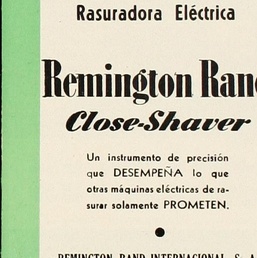 Rasuradora Eléctrica
Remington Rand
Close-Shaver
Un instrumento de precisión
que DESEMPEÑA lo que
otras máquinas eléctricas de ra-
surar solamente PROMETEN.
REMINGTON RAND INTERNACIONAL S. A.